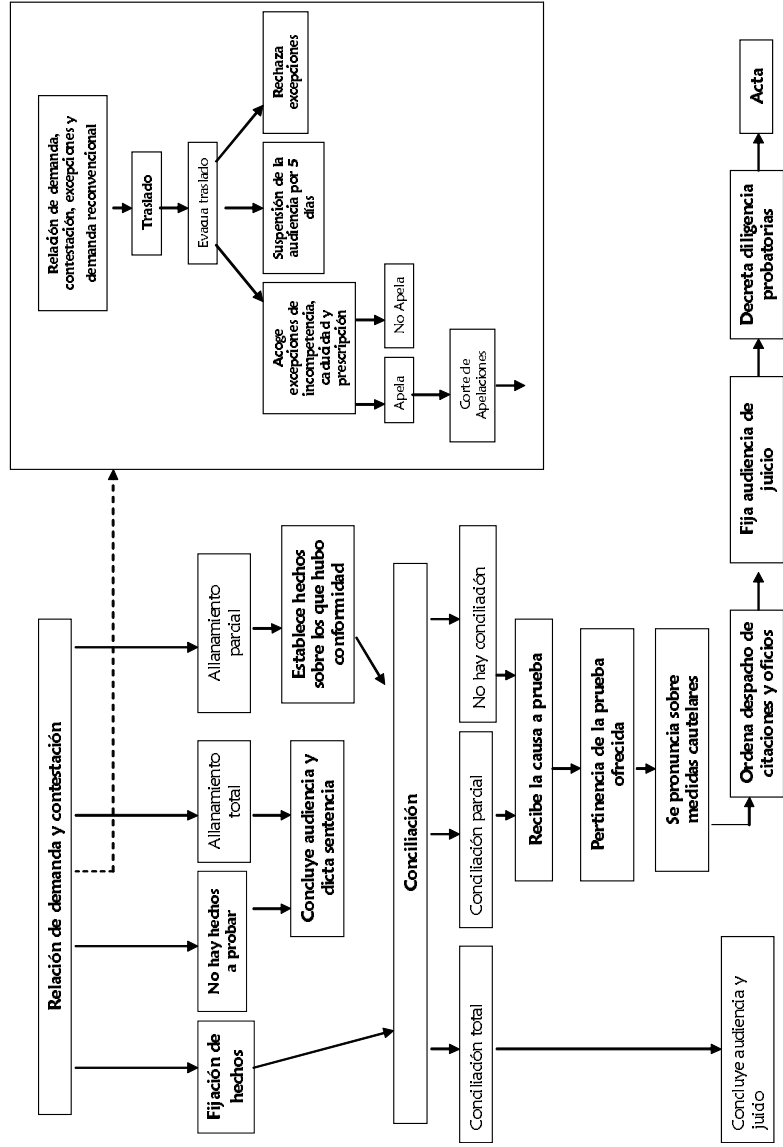 Relación de demanda y contestación
Fijación de
hechos
No hay hechos
a probar
Allanamiento
total
Allanamiento
parcial
Concluye audiencia y
dicta sentencia
Establece hechos
sobre los que hubo
conformidad
Conciliación
Conciliación total
Conciliación parcial
No hay conciliación
Recibe la causa a prueba
Pertinencia de la prueba
ofrecida
Se pronuncia sobre
medidas cautelares
Concluye audiencia y
juicio
Ordena despacho de
citaciones y oficios
Fija audiencia de
juicio
Decreta diligencia
probatorias
Acta
Relación de demanda,
contestación, excepciones y
demanda reconvencional
Traslado
Evacua traslado
Acoge
excepciones de
incompetencia,
caducidad y
prescripción
Suspensión de la
audiencia por 5
días
Rechaza
excepciones
Apela
No Apela
Corte de
Apelaciones